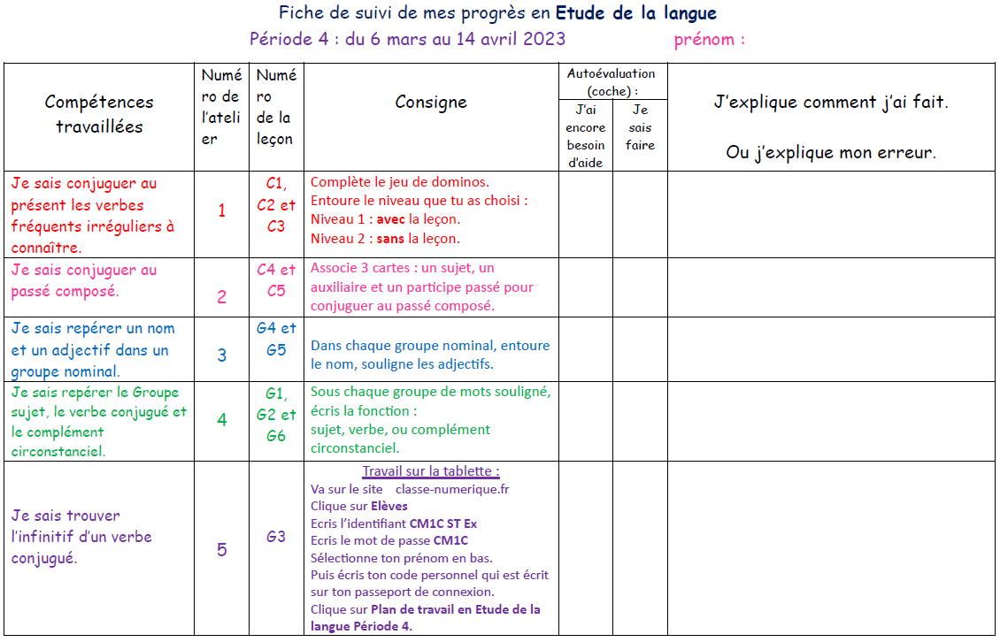 Fiche de suivi de mes progrès en Etude de la langue
Période 4 : du 6 mars au 14 avril 2023 prénom :
Compétences
travaillées
Numé
ro de
l'ateli
er
Numé
ro
de la
leçon
Consigne
Autoévaluation
(coche) :
J'ai
encore
besoin
d'aide
Je
sais
faire
J'explique comment j'ai fait.
Ou j'explique mon erreur.
Je sais conjuguer au
présent les verbes
fréquents irréguliers à
connaître.
1
C1,
C2 et
C3
Complète le jeu de dominos.
Entoure le niveau que tu as choisi :
Niveau 1 : avec la leçon.
Niveau 2 : sans la leçon.
Je sais conjuguer au
passé composé.
2
C4 et
C5
Associe 3 cartes : un sujet, un
auxiliaire et un participe passé pour
conjuguer au passé composé.
Je sais repérer un nom
et un adjectif dans un
groupe nominal.
3
G4 et
G5
Dans chaque groupe nominal, entoure
le nom, souligne les adjectifs.
Je sais repérer le Groupe
sujet, le verbe conjugué et
le complément
circonstanciel.
4
G1,
G2 et
G6
Sous chaque groupe de mots souligné,
écris la fonction :
sujet, verbe, ou complément
circonstanciel.
Je sais trouver
l'infinitif d'un verbe
conjugué.
5
G3
Travail sur la tablette :
Va sur le site classe-numerique.fr
Clique sur Elèves
Ecris l'identifiant CM1C ST Ex
Ecris le mot de passe CM1C
Sélectionne ton prénom en bas.
Puis écris ton code personnel qui est écrit
sur ton passeport de connexion.
Clique sur Plan de travail en Etude de la
langue Période 4.